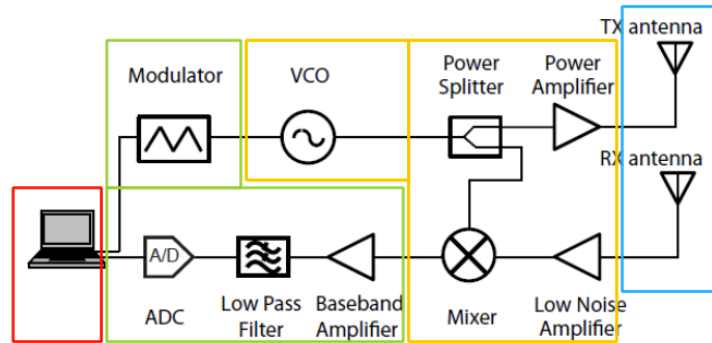 TX antenna
Modulator
VCO
Power
Splitter
Power
Amplifier
RX antenna
A/D
ADC
Low Pass
Filter
Baseband
Amplifier
Mixer
Low Noise
Amplifier